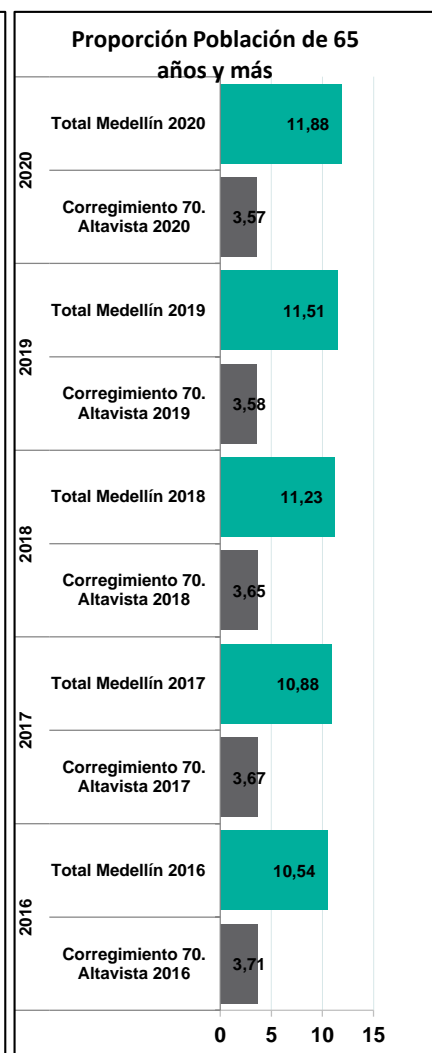 Proporción Población de 65
años y más
2020
Total Medellín 2020
11,88
Corregimiento 70.
Altavista 2020
3,57
2019
Total Medellín 2019
11,51
Corregimiento 70.
Altavista 2019
3,58
2018
Total Medellín 2018
11,23
Corregimiento 70.
Altavista 2018
3,65
2017
Total Medellín 2017
10,88
Corregimiento 70.
Altavista 2017
3,67
2016
Total Medellín 2016
10,54
Corregimiento 70.
Altavista 2016
3,71
0 5 10 15